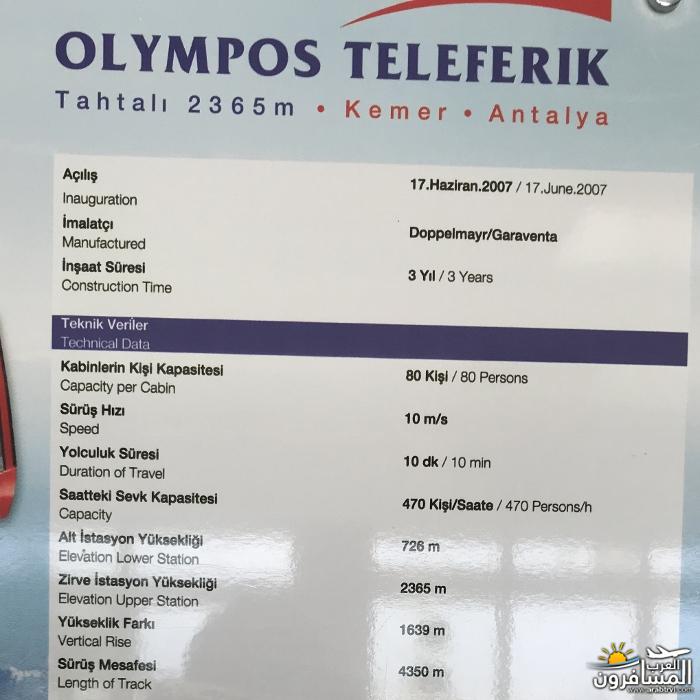 OLYMPOS TELEFERIK
Tahtalı 2365m • Kemer • Antalya
Açılış
Inauguration
17.Haziran.2007 / 17.June.2007
İmalatçı
Manufactured
Doppelmayr/Garaventa
İnşaat Süresi
Construction Time
3 Yıl / 3 Years
Teknik Veriler
Technical Data
Kabinlerin Kişi Kapasitesi
Capacity per Cabin
80 Kişi / 80 Persons
Sürüş Hızı
Speed
10 m/s
Yolculuk Süresi
Duration of Travel
10 dk / 10 min
Saatteki Sevk Kapasitesi
Capacity
470 Kişi/Saate / 470 Persons/h
Alt İstasyon Yüksekliği
Elevation Lower Station
726 m
Zirve İstasyon Yüksekliği
Elevation Upper Station
2365 m
Yükseklik Farkı
Vertical Rise
1639 m
Sürüş Mesafesi
Length of Track
4350 m
العرب
المسافرون
www.arabtrvl.com